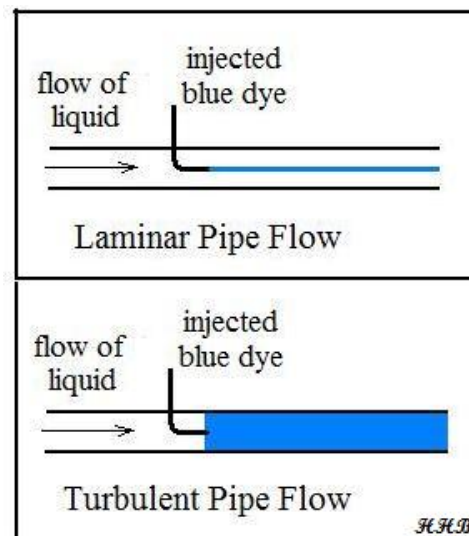 injected
blue dye
flow of
liquid
Laminar Pipe Flow
injected
blue dye
flow of
liquid
Turbulent Pipe Flow
ℋℋℬ